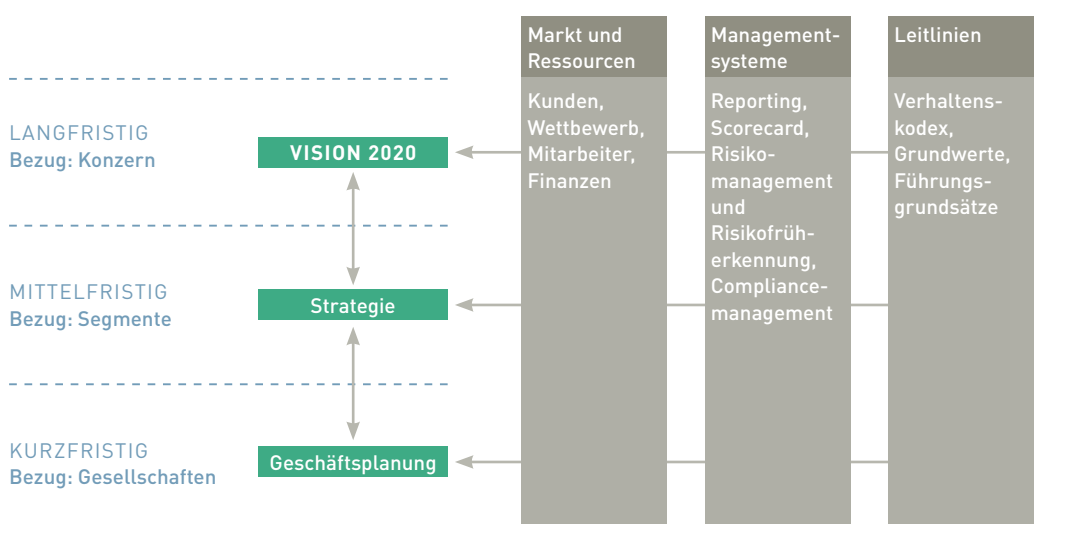 LANGFRISTIG
Bezug: Konzern
VISION 2020
MITTELFRISTIG
Bezug: Segmente
Strategie
KURZFRISTIG
Bezug: Gesellschaften
Geschäftsplanung
Markt und
Ressourcen
Kunden,
Wettbewerb,
Mitarbeiter,
Finanzen
Management-
systeme
Reporting,
Scorecard,
Risiko-
management
und
Risikofrüh-
erkennung,
Compliance-
management
Leitlinien
Verhaltens-
kodex,
Grundwerte,
Führungs-
grundsätze